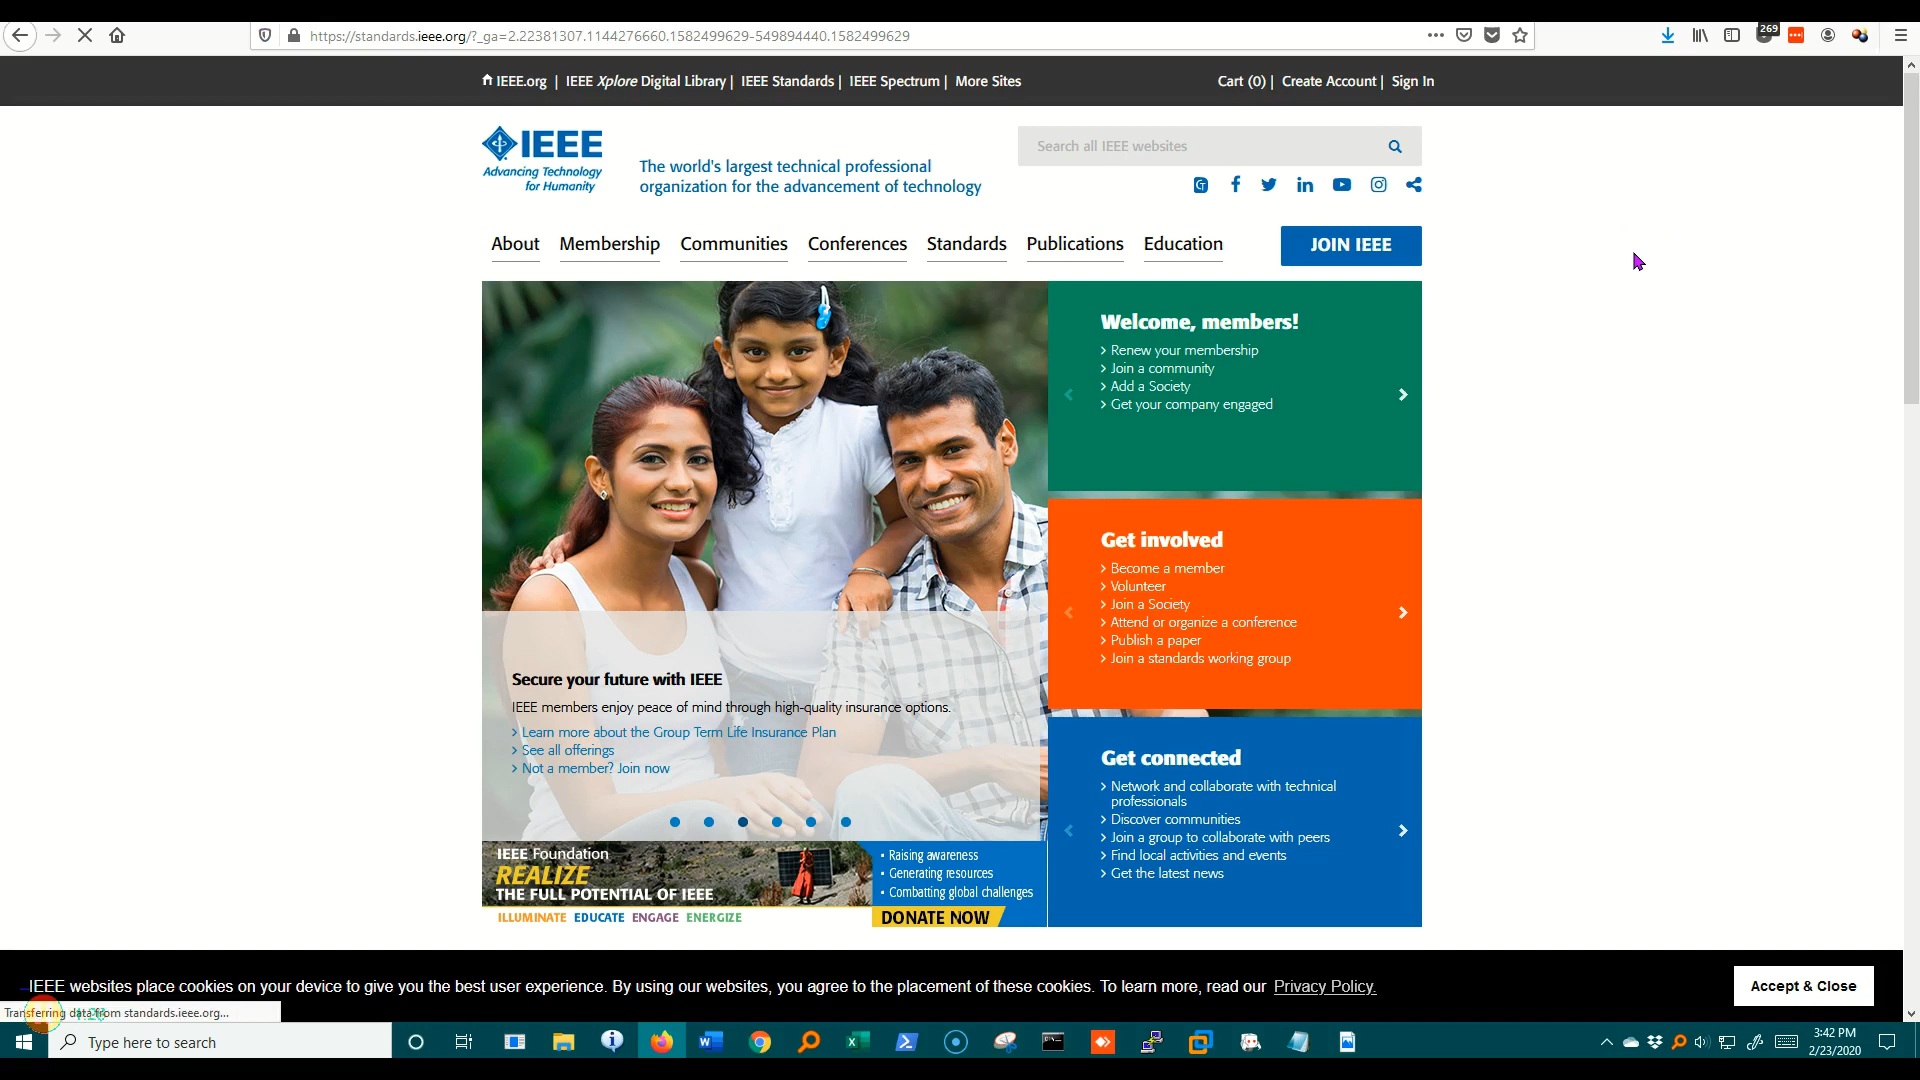 https://standards.ieee.org/?_ga=2.22381307.1144276660.1582499629-549894440.1582499629
269
IEEE.org | IEEE Xplore Digital Library | IEEE Standards | IEEE Spectrum | More Sites
Cart (0) | Create Account | Sign In
IEEE
Advancing Technology
for Humanity
The world's largest technical professional
organization for the advancement of technology
Search all IEEE websites
About Membership Communities Conferences Standards Publications Education
JOIN IEEE
Welcome, members!
> Renew your membership
> Join a community
> Add a Society
> Get your company engaged
Get involved
> Become a member
> Volunteer
> Join a Society
> Attend or organize a conference
> Publish a paper
> Join a standards working group
Secure your future with IEEE
IEEE members enjoy peace of mind through high-quality insurance options.
> Learn more about the Group Term Life Insurance Plan
> See all offerings
> Not a member? Join now
Get connected
> Network and collaborate with technical
professionals
> Discover communities
> Join a group to collaborate with peers
> Find local activities and events
> Get the latest news
IEEE Foundation
REALIZE
THE FULL POTENTIAL OF IEEE
ILLUMINATE EDUCATE ENGAGE ENERGIZE
• Raising awareness
• Generating resources
• Combatting global challenges
DONATE NOW
IEEE websites place cookies on your device to give you the best user experience. By using our websites, you agree to the placement of these cookies. To learn more, read our Privacy Policy.
Accept & Close
Transferring data from standards.ieee.org...
Type here to search
3:42 PM
2/23/2020